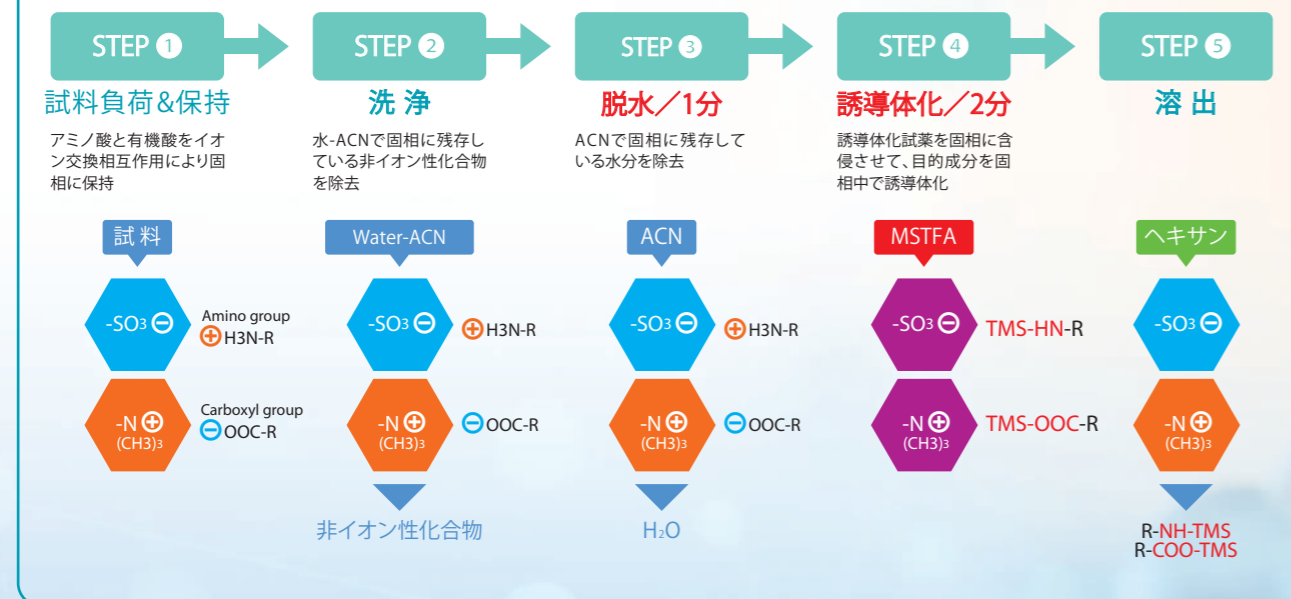 STEP ❶
試料負荷&保持
アミノ酸と有機酸をイオ
ン交換相互作用により固
相に保持
試料
-SO3 ⊖
Amino group
⊕H3N-R
-N ⊕
(CH3)3
Carboxyl group
⊖OOC-R
STEP ❷
洗 浄
水-ACNで固相に残存し
ている非イオン性化合物
を除去
Water-ACN
-SO3 ⊖
⊕H3N-R
-N ⊕
(CH3)3
⊖OOC-R
非イオン性化合物
STEP ❸
脱水／1分
ACNで固相に残存して
いる水分を除去
ACN
-SO3 ⊖
⊕H3N-R
-N ⊕
(CH3)3
⊖OOC-R
H2O
STEP ❹
誘導体化／2分
誘導体化試薬を固相に含
侵させて、目的成分を固
相中で誘導体化
MSTFA
-SO3 ⊖
TMS-HN-R
-N ⊕
(CH3)3
TMS-OOC-R
STEP ❺
溶 出
ヘキサン
-SO3 ⊖
-N ⊕
(CH3)3
R-NH-TMS
R-COO-TMS